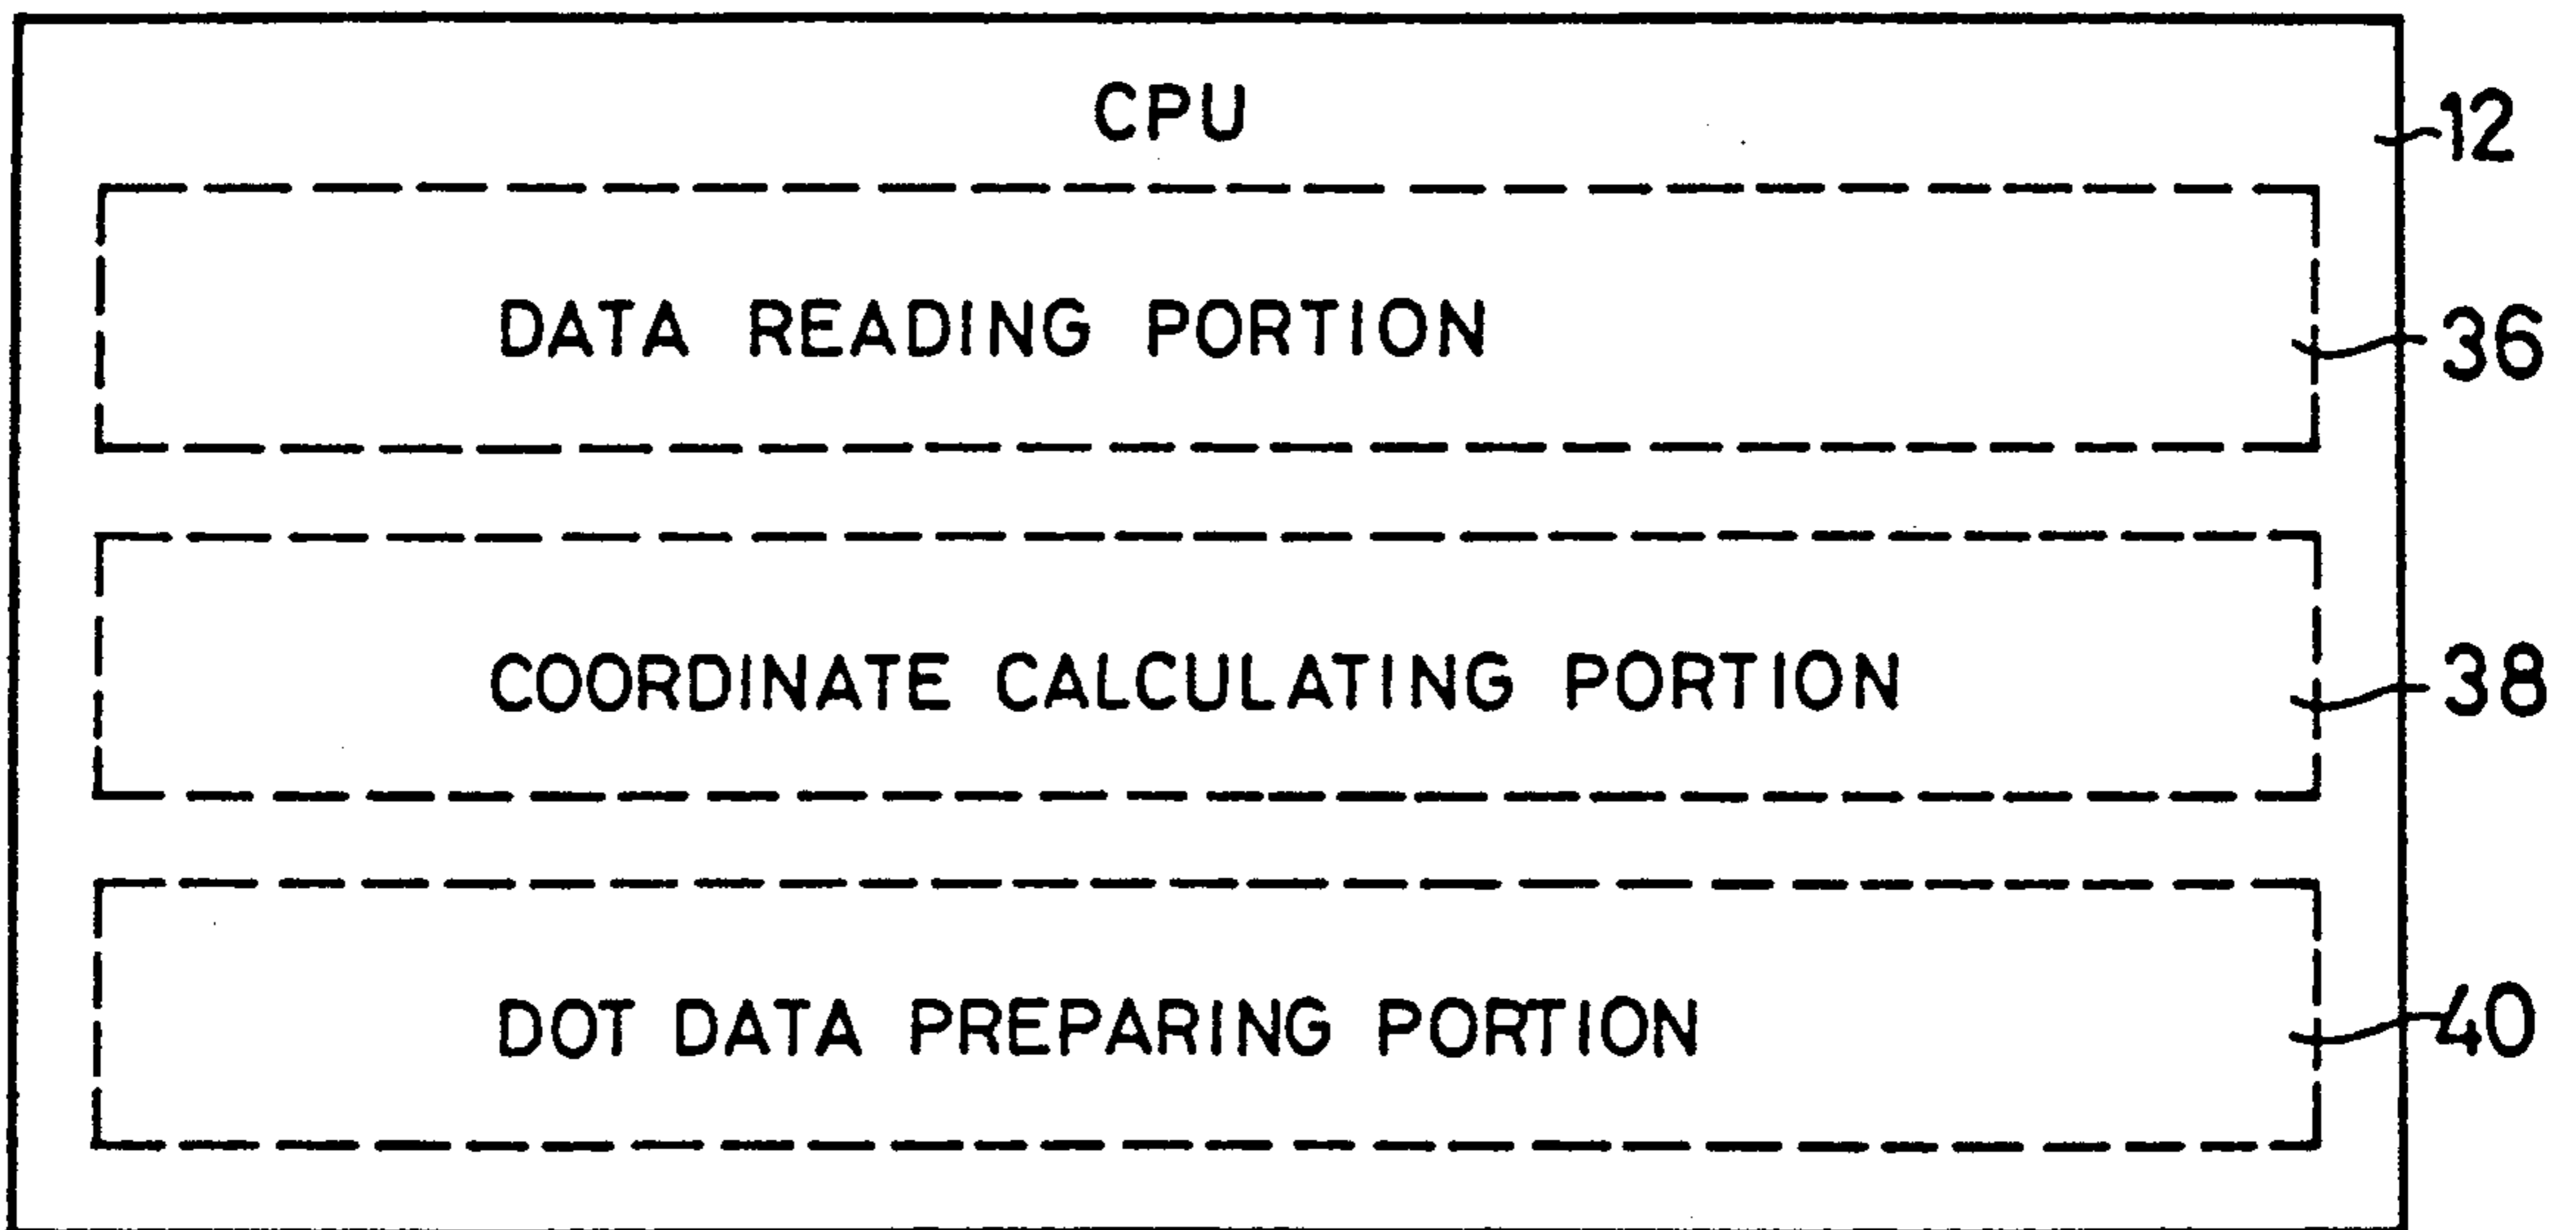 CPU
12
DATA READING PORTION
36
COORDINATE CALCULATING PORTION
38
DOT DATA PREPARING PORTION
40